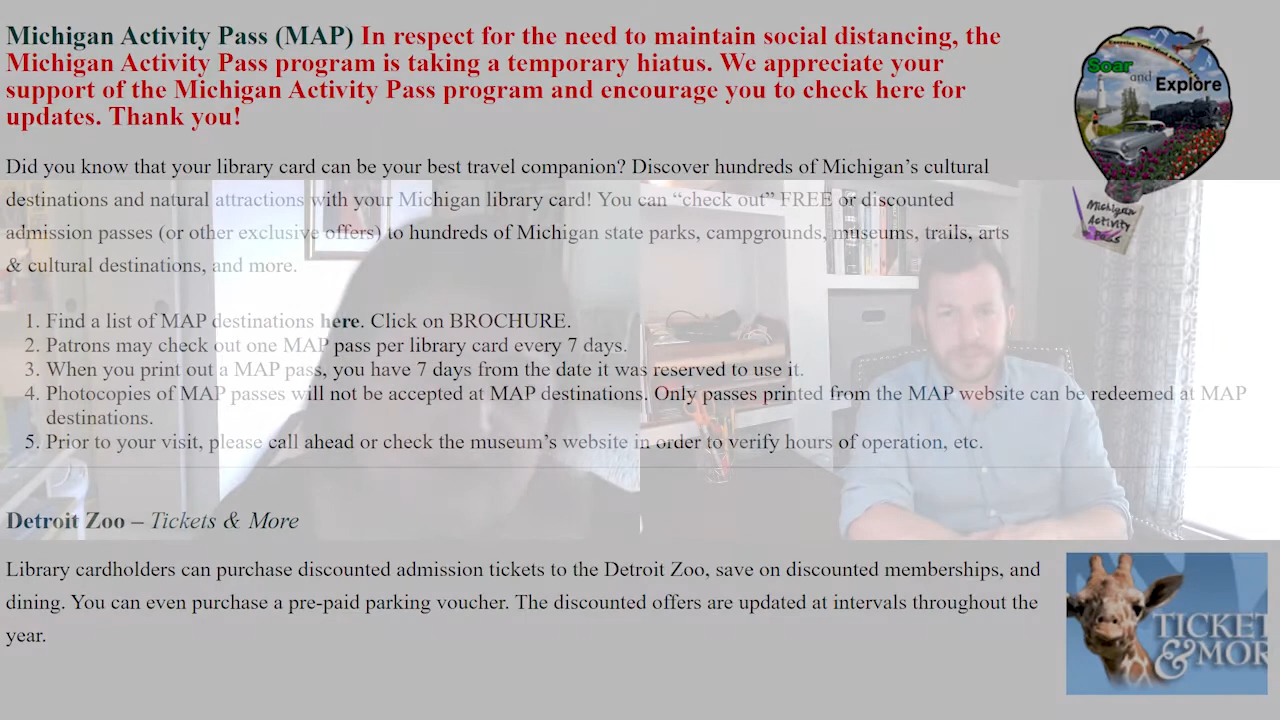 Michigan Activity Pass (MAP) In respect for the need to maintain social distancing, the
Michigan Activity Pass program is taking a temporary hiatus. We appreciate your
support of the Michigan Activity Pass program and encourage you to check here for
updates. Thank you!
Soar
and
Explore
Michigan
Activity
Pass
Did you know that your library card can be your best travel companion? Discover hundreds of Michigan’s cultural
destinations and natural attractions with your Michigan library card! You can “check out” FREE or discounted
admission passes (or other exclusive offers) to hundreds of Michigan state parks, campgrounds, museums, trails, arts
& cultural destinations, and more.
1. Find a list of MAP destinations here. Click on BROCHURE.
2. Patrons may check out one MAP pass per library card every 7 days.
3. When you print out a MAP pass, you have 7 days from the date it was reserved to use it.
4. Photocopies of MAP passes will not be accepted at MAP destinations. Only passes printed from the MAP website can be redeemed at MAP
destinations.
5. Prior to your visit, please call ahead or check the museum’s website in order to verify hours of operation, etc.
Detroit Zoo – Tickets & More
Library cardholders can purchase discounted admission tickets to the Detroit Zoo, save on discounted memberships, and
dining. You can even purchase a pre-paid parking voucher. The discounted offers are updated at intervals throughout the
year.
TICKET
& MOR